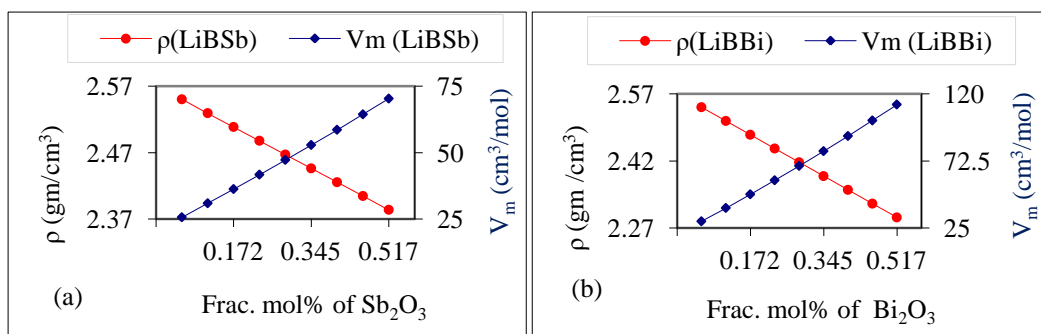 ρ(LiBSb) Vm (LiBSb)
2.57
2.47
2.37
75
50
25
ρ (gm/cm³)
V_m (cm³/mol)
0.172 0.345 0.517
(a)
Frac. mol% of Sb₂O₃
ρ(LiBBi) Vm (LiBBi)
2.57
2.42
2.27
120
72.5
25
ρ (gm /cm³)
V_m (cm³/mol)
0.172 0.345 0.517
(b)
Frac. mol% of Bi₂O₃